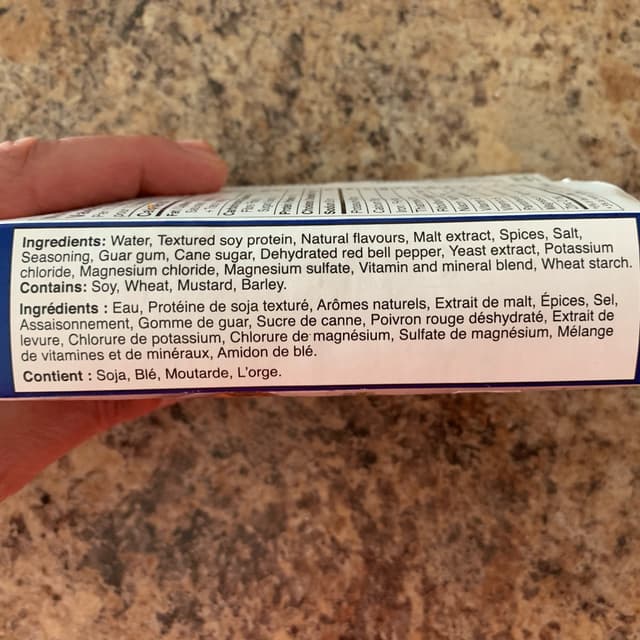 Ingredients: Water, Textured soy protein, Natural flavours, Malt extract, Spices, Salt,
Seasoning, Guar gum, Cane sugar, Dehydrated red bell pepper, Yeast extract, Potassium
chloride, Magnesium chloride, Magnesium sulfate, Vitamin and mineral blend, Wheat starch.
Contains: Soy, Wheat, Mustard, Barley.
Ingrédients : Eau, Protéine de soja texturé, Arômes naturels, Extrait de malt, Épices, Sel,
Assaisonnement, Gomme de guar, Sucre de canne, Poivron rouge déshydraté, Extrait de
levure, Chlorure de potassium, Chlorure de magnésium, Sulfate de magnésium, Mélange
de vitamines et de minéraux, Amidon de blé.
Contient : Soja, Blé, Moutarde, L'orge.